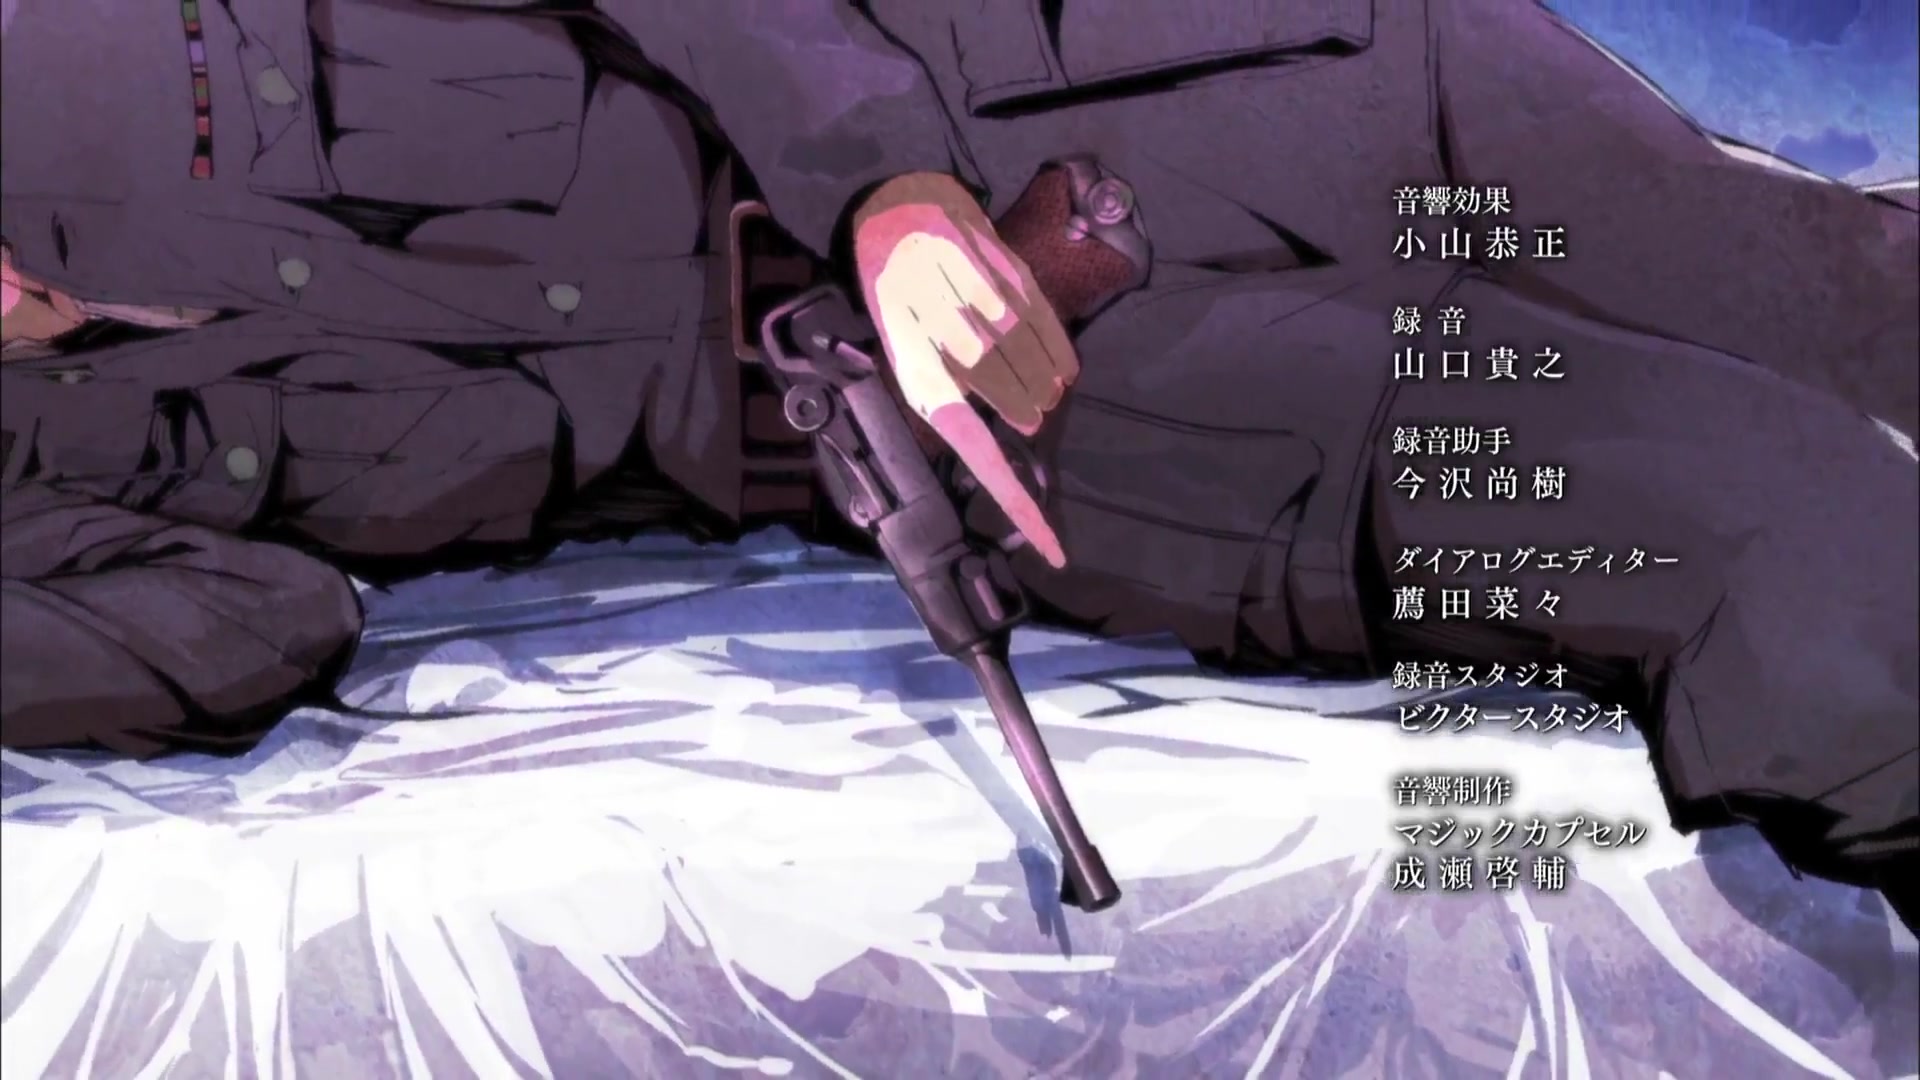 音響効果
小山恭正
録音
山口貴之
録音助手
今沢尚樹
ダイアログエディター
薦田菜々
録音スタジオ
ビクタースタジオ
音響制作
マジックカプセル
成瀬啓輔